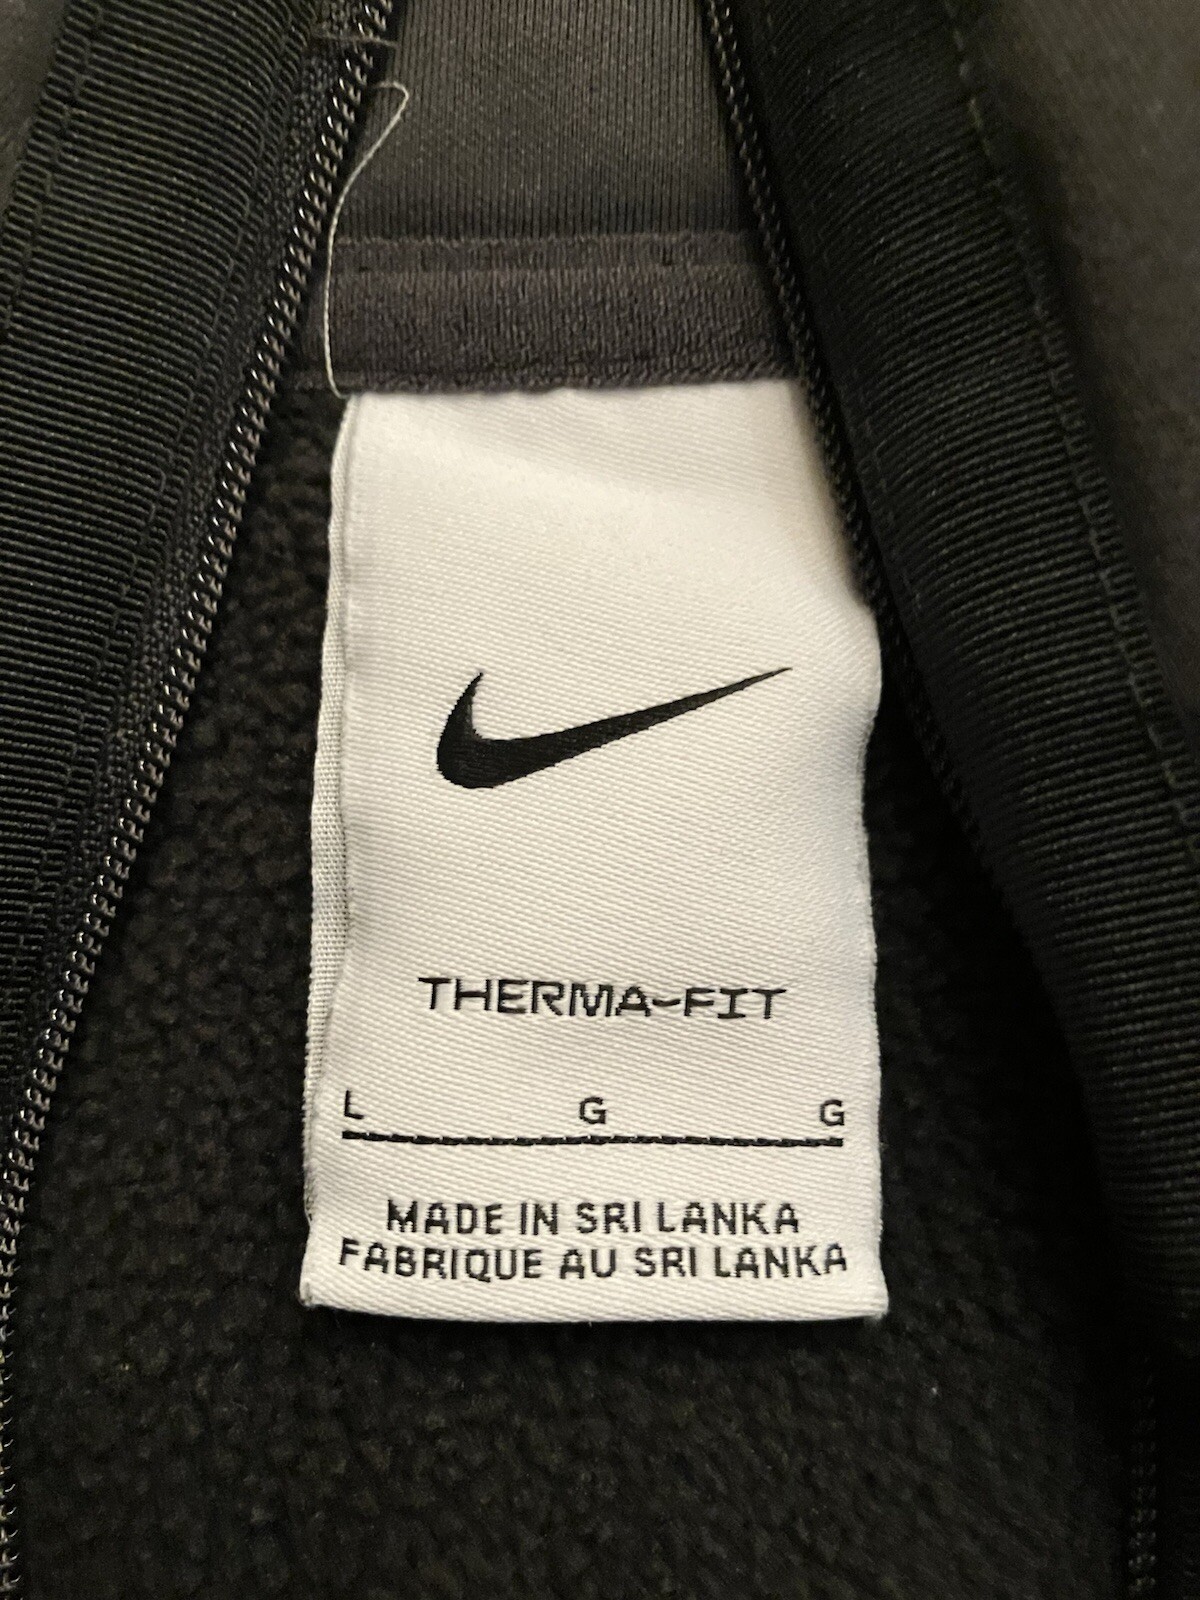 THERMA-FIT
L G G
MADE IN SRI LANKA
FABRIQUE AU SRI LANKA